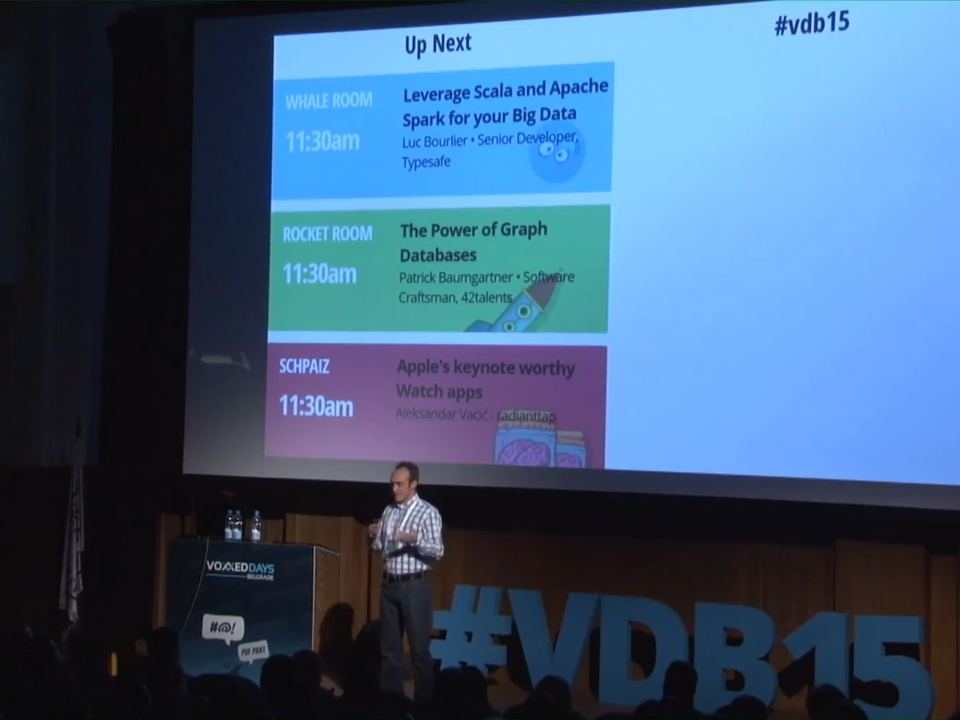 Up Next
#vdb15
WHALE ROOM
11:30am
Leverage Scala and Apache
Spark for your Big Data
Luc Bourlier • Senior Developer,
Typesafe
ROCKET ROOM
11:30am
The Power of Graph
Databases
Patrick Baumgartner • Software
Craftsman, 42talents
SCHPAIZ
11:30am
Apple's keynote worthy
Watch apps
Aleksandar Vacić - radianttap
VOXXEDDAYS
BELGRADE
#@!
#VDB15